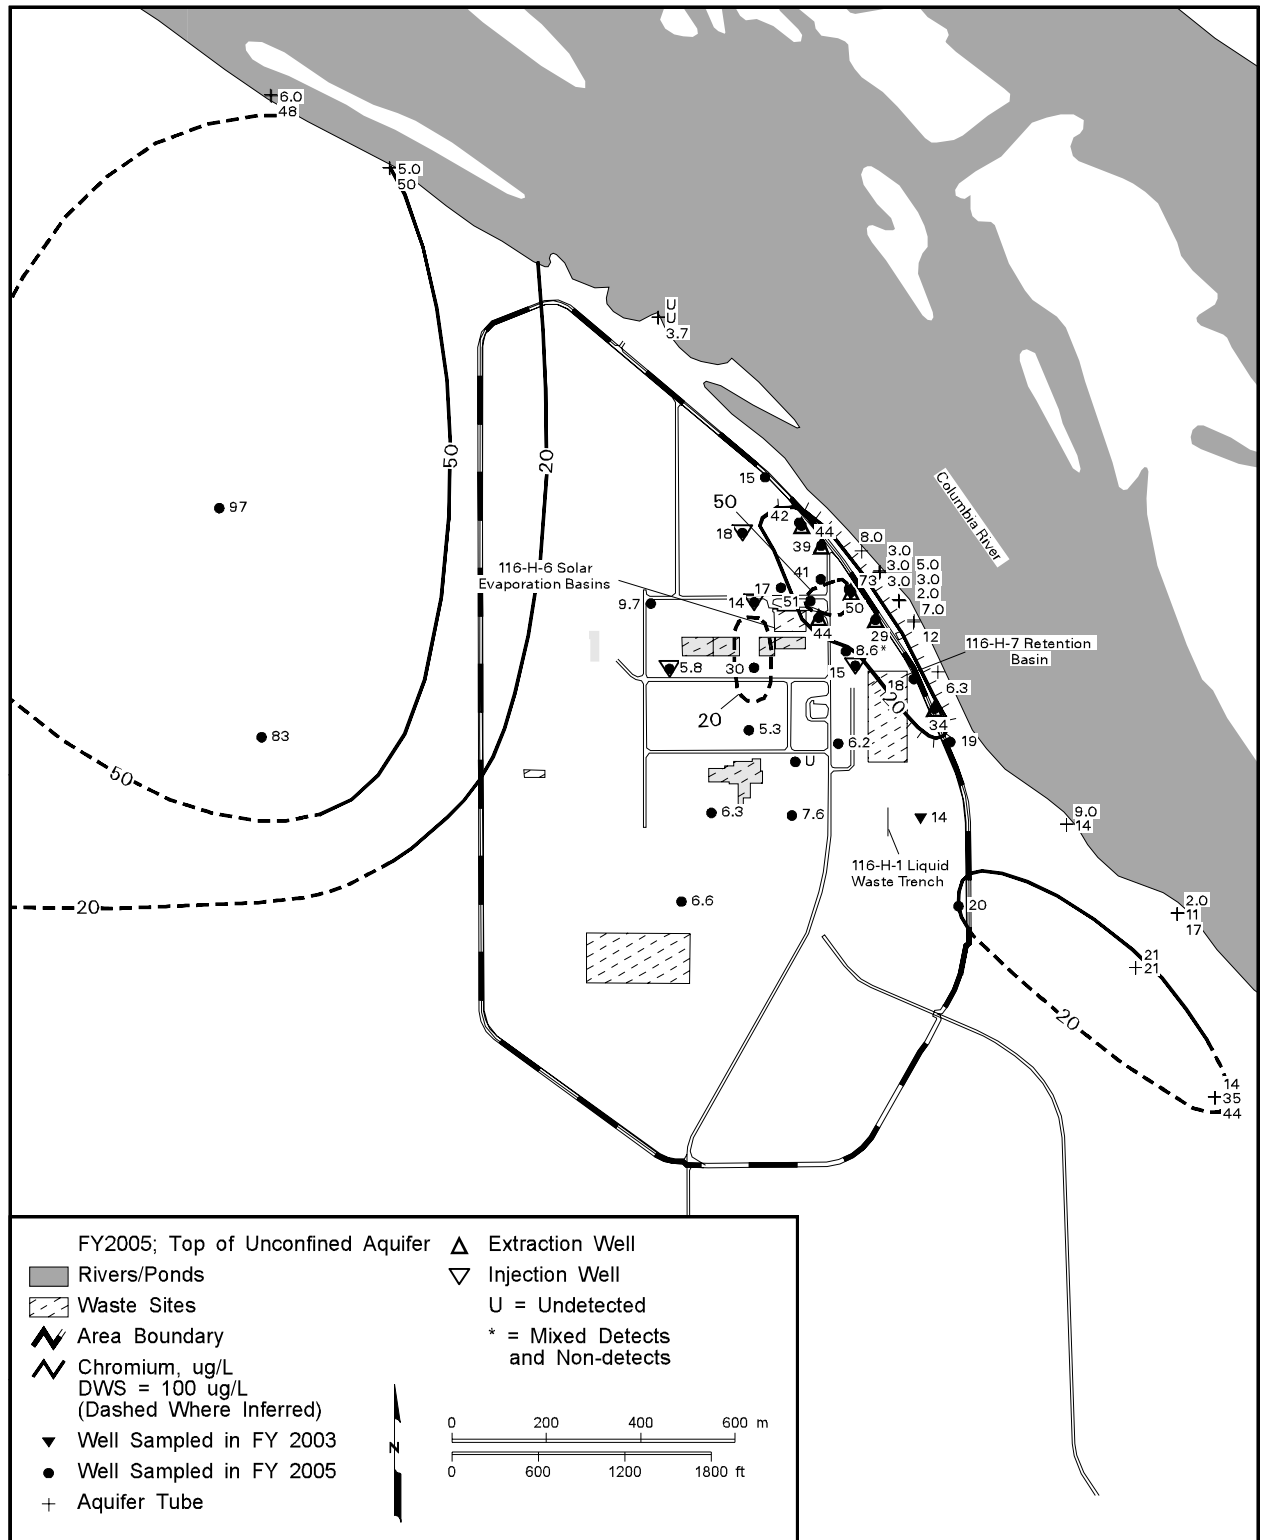 6.0
48
5.0
50
U
U
3.7
50
20
97
15
50
42
18
44
39
8.0
3.0
3.0 5.0
3.0 3.0
2.0
7.0
Columbia River
116-H-6 Solar
Evaporation Basins
41
73
17
9.7
14
51
50
44
29
12
116-H-7 Retention
Basin
8.6*
5.8
30
15
18
6.3
20
20
34
83
5.3
6.2
19
U
50
6.3
7.6
14
9.0
14
116-H-1 Liquid
Waste Trench
20
6.6
20
2.0
11
17
21
21
20
14
35
44
FY2005; Top of Unconfined Aquifer
Rivers/Ponds
Waste Sites
Area Boundary
Chromium, ug/L
DWS = 100 ug/L
(Dashed Where Inferred)
Well Sampled in FY 2003
Well Sampled in FY 2005
Aquifer Tube
Extraction Well
Injection Well
U = Undetected
* = Mixed Detects
and Non-detects
N
0 200 400 600 m
0 600 1200 1800 ft